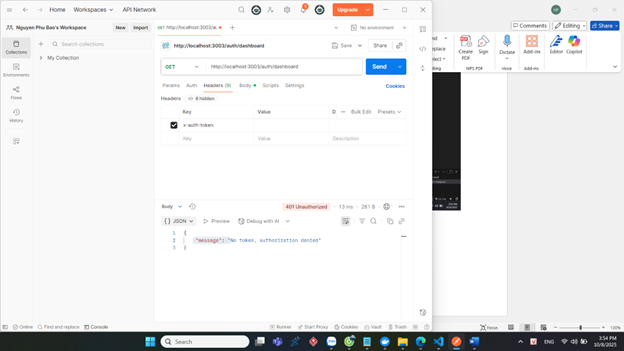 Home Workspaces API Network
Upgrade
Nguyen Phu Bao's Workspace
New Import
GET http://localhost:3003/au
No environment
Collections
Search collections
My Collection
Environments
Flows
History
http://localhost:3003/auth/dashboard
Save Share
GET http://localhost:3003/auth/dashboard
Send
Params Auth Headers (9) Body Scripts Settings
Cookies
Headers 8 hidden
Key Value D Bulk Edit Presets
x-auth-token
Key Value Description
Body
401 Unauthorized 13 ms 281 B
{} JSON Preview Debug with AI
1 {
2 "message": "No token, authorization denied"
3 }
Online Find and replace Console
Runner Start Proxy Cookies Vault Trash
NP
Comments Editing Share
Create PDF
Sign
Dictate
Add-ins
Editor
Copilot
WPS PDF
Voice
Add-ins
Focus
120%
Search
ENG
3:54 PM
10/8/2025